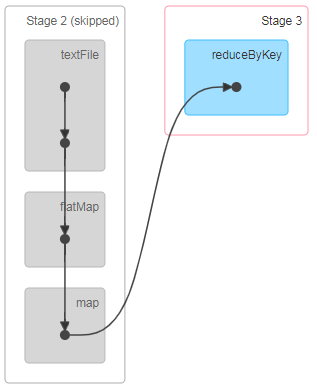 Stage 2 (skipped)
textFile
flatMap
map
Stage 3
reduceByKey